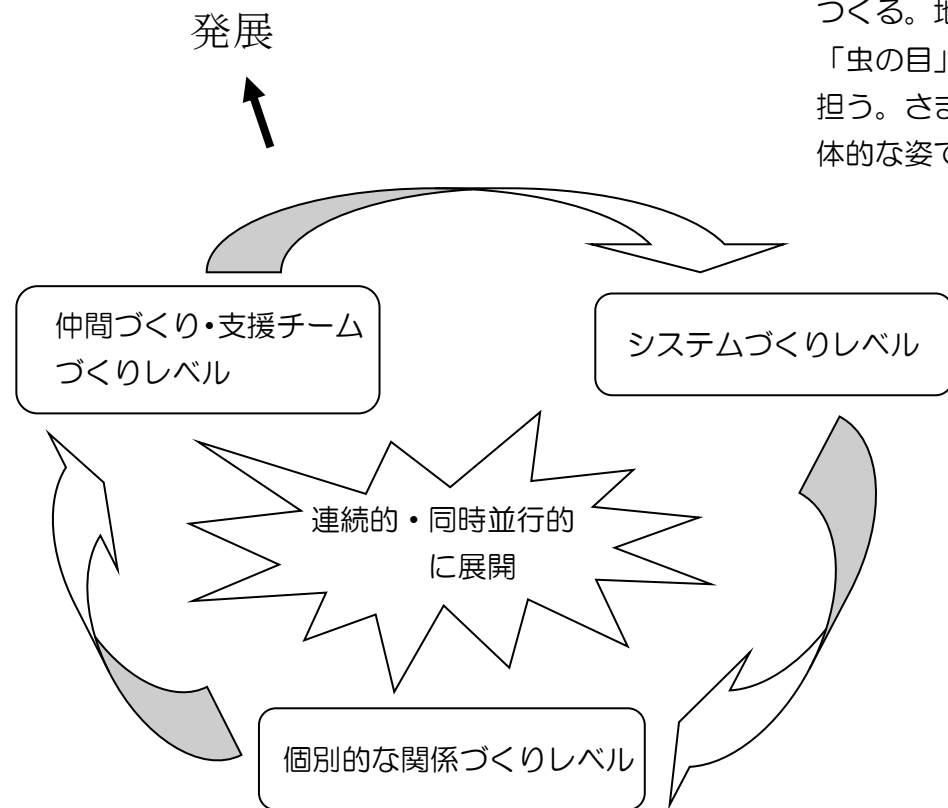 発展
つくる。地
「虫の目」
担う。さま
体的な姿で
仲間づくり・支援チーム
づくりレベル
システムづくりレベル
連続的・同時並行的
に展開
個別的な関係づくりレベル